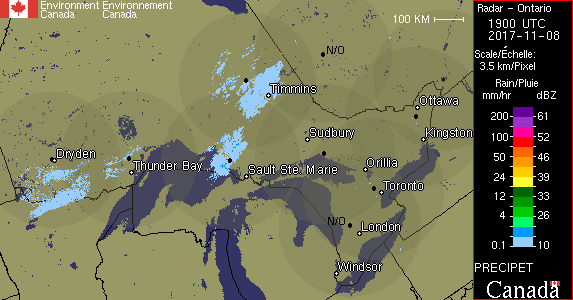 Environment Environnement
Canada Canada
100 KM
N/O
Timmins
Ottawa
Sudbury
Kingston
Dryden
Thunder Bay
Sault Ste. Marie
Orillia
Toronto
N/O
London
Windsor
Radar - Ontario
1900 UTC
2017-11-08
Scale/Échelle:
3.5 km/Pixel
Rain/Pluie
mm/hr dBZ
200 61
100 52
50 46
24 39
12 33
4 26
0.1 10
PRECIPET
Canada